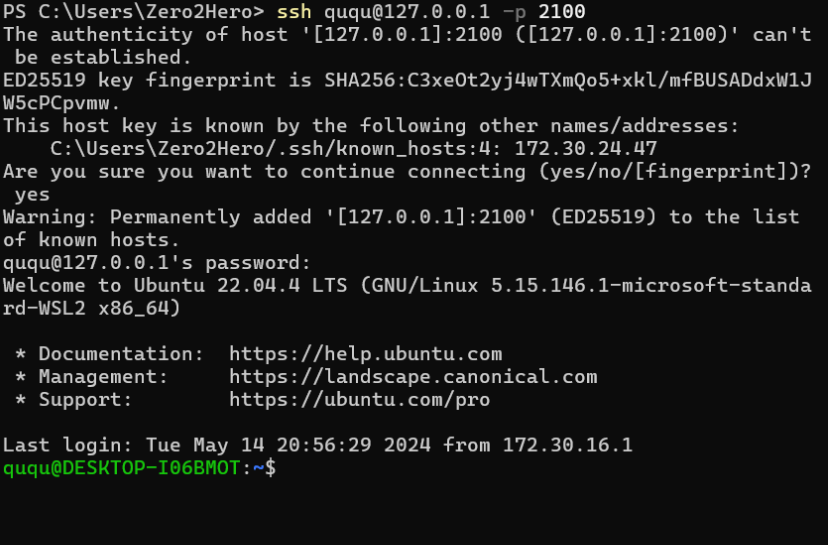 PS C:\Users\Zero2Hero> ssh ququ@127.0.0.1 -p 2100
The authenticity of host '[127.0.0.1]:2100 ([127.0.0.1]:2100)' can't
 be established.
ED25519 key fingerprint is SHA256:C3xeOt2yj4wTXmQo5+xkl/mfBUSADdxW1J
W5cPCpvmw.
This host key is known by the following other names/addresses:
    C:\Users\Zero2Hero/.ssh/known_hosts:4: 172.30.24.47
Are you sure you want to continue connecting (yes/no/[fingerprint])?
 yes
Warning: Permanently added '[127.0.0.1]:2100' (ED25519) to the list
of known hosts.
ququ@127.0.0.1's password:
Welcome to Ubuntu 22.04.4 LTS (GNU/Linux 5.15.146.1-microsoft-standa
rd-WSL2 x86_64)

 * Documentation:  https://help.ubuntu.com
 * Management:     https://landscape.canonical.com
 * Support:        https://ubuntu.com/pro

Last login: Tue May 14 20:56:29 2024 from 172.30.16.1
ququ@DESKTOP-I06BMOT:~$